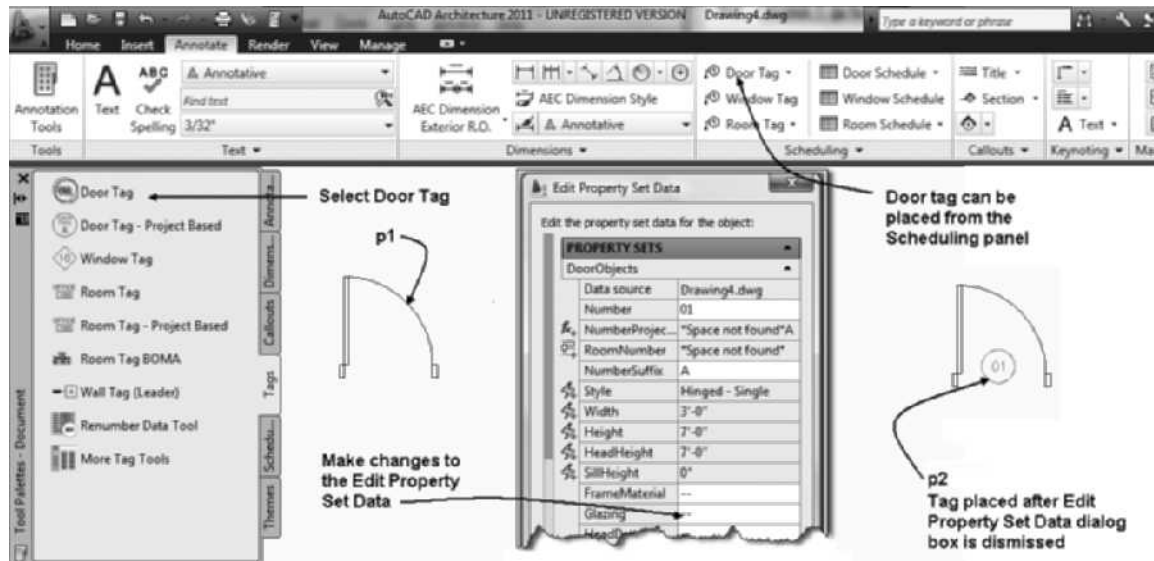 AutoCAD Architecture 2011 - UNREGISTERED VERSION Drawing4.dwg
Type a keyword or phrase
Home Insert Annotate Render View Manage
Annotation
Tools
Text
ABC
Check
Spelling
Annotative
Find text
3/32"
AEC Dimension
Exterior R.O.
AEC Dimension Style
Annotative
Door Tag
Window Tag
Room Tag
Door Schedule
Window Schedule
Room Schedule
Title
Section
A Text
Tools
Text
Dimensions
Scheduling
Callouts
Keynoting
Door Tag
Door Tag - Project Based
Window Tag
Room Tag
Room Tag - Project Based
Room Tag BOMA
Wall Tag (Leader)
Renumber Data Tool
More Tag Tools
Annota...
Dimens...
Callouts
Tags
Schedu...
Themes
Tool Palettes - Document
Select Door Tag
p1
Make changes to
the Edit Property
Set Data
Edit Property Set Data
Edit the property set data for the object:
PROPERTY SETS
DoorObjects
Data source Drawing4.dwg
Number 01
NumberProjec... *Space not found*A
RoomNumber *Space not found*
NumberSuffix A
Style Hinged - Single
Width 3'-0"
Height 7'-0"
HeadHeight 7'-0"
SillHeight 0"
FrameMaterial --
Glazing --
Door tag can be
placed from the
Scheduling panel
01
p2
Tag placed after Edit
Property Set Data dialog
box is dismissed